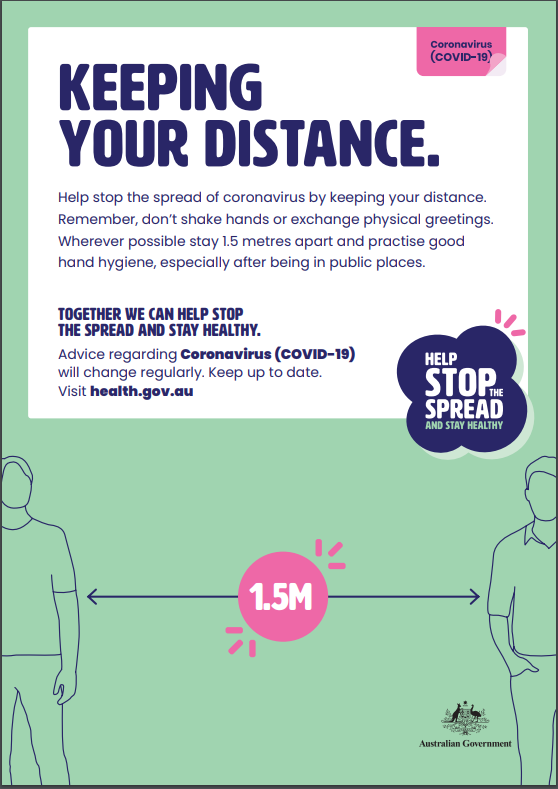 Coronavirus
(COVID-19)
KEEPING
YOUR DISTANCE.
Help stop the spread of coronavirus by keeping your distance.
Remember, don’t shake hands or exchange physical greetings.
Wherever possible stay 1.5 metres apart and practise good
hand hygiene, especially after being in public places.
TOGETHER WE CAN HELP STOP
THE SPREAD AND STAY HEALTHY.
Advice regarding Coronavirus (COVID-19)
will change regularly. Keep up to date.
Visit health.gov.au
HELP
STOP THE
SPREAD
AND STAY HEALTHY
1.5M
Australian Government